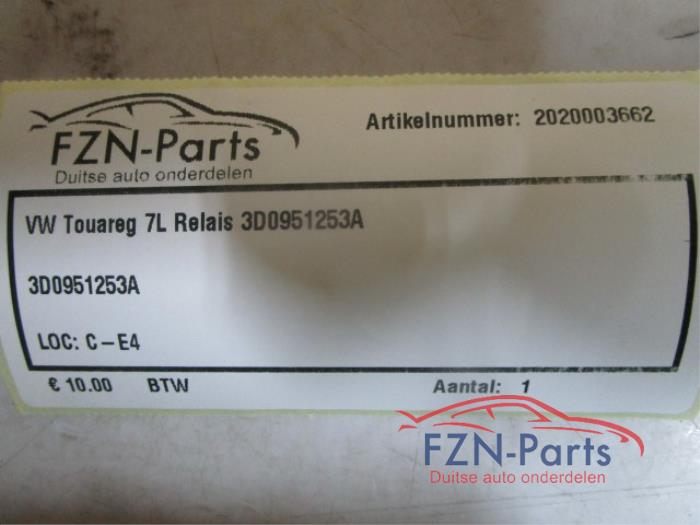 FZN-Parts
Duitse auto onderdelen
Artikelnummer: 2020003662
VW Touareg 7L Relais 3D0951253A
3D0951253A
LOC: C-E4
€ 10.00 BTW Aantal: 1
FZN-Parts
Duitse auto onderdelen